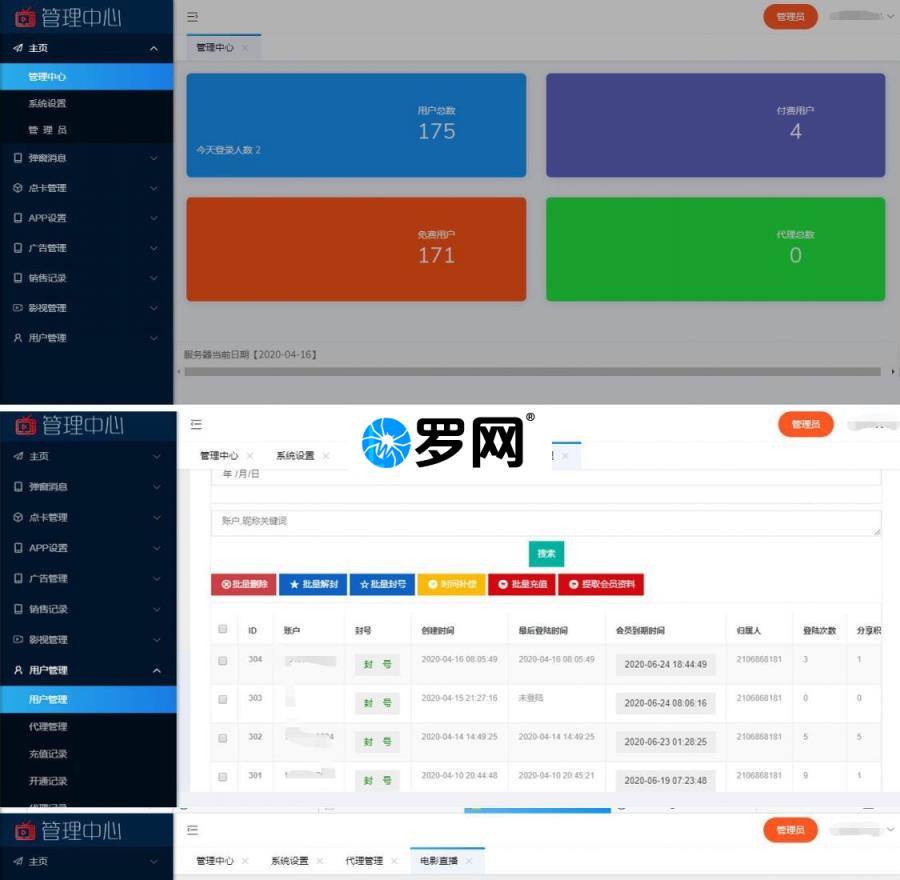 管理中心
管理员
主页
管理中心
管理中心
系统设置
管 理 员
弹窗消息
点卡管理
APP设置
广告管理
销售记录
影视管理
用户管理
用户总数
175
今天登录人数 2
付费用户
4
免费用户
171
代理总数
0
服务器当前日期【2020-04-16】
管理中心
管理员
罗网®
管理中心 系统设置
主页
弹窗消息
点卡管理
APP设置
广告管理
销售记录
影视管理
用户管理
用户管理
代理管理
充值记录
开通记录
代理记录
年 /月/日
账户,昵称关键词
搜索
批量删除 批量解封 批量封号 时间补偿 批量充值 提取会员资料
ID 账户 封号 创建时间 最后登陆时间 会员到期时间 归属人 登陆次数 分享积
304 封 号 2020-04-16 08:05:49 2020-04-16 08:05:49 2020-06-24 18:44:49 2106868181 3 1
303 封 号 2020-04-15 21:27:16 未登陆 2020-06-24 08:06:16 2106868181 0 0
302 封 号 2020-04-14 14:49:25 2020-04-14 14:49:25 2020-06-23 01:28:25 2106868181 5 5
301 封 号 2020-04-10 20:44:48 2020-04-10 20:45:21 2020-06-19 07:23:48 2106868181 9 1
管理中心
管理员
主页
管理中心 系统设置 代理管理 电影直播